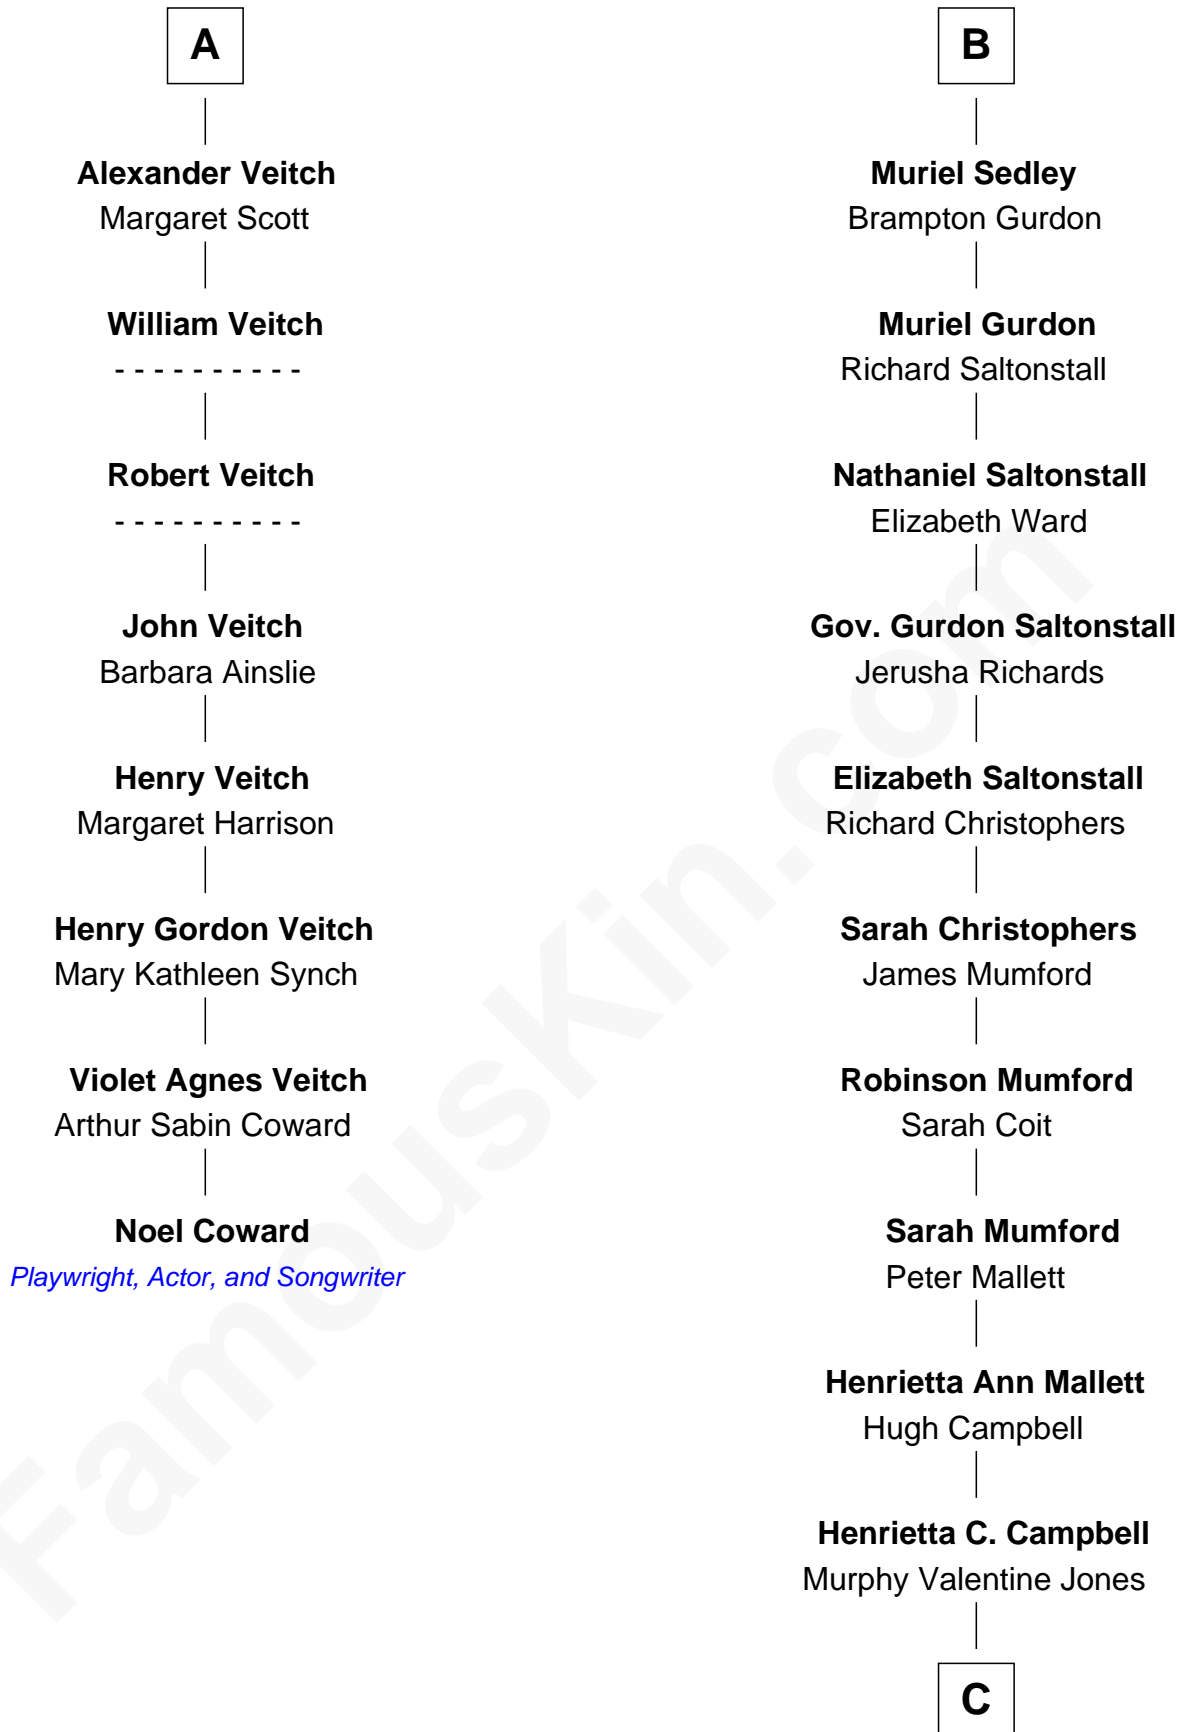 A
Alexander Veitch
Margaret Scott
William Veitch
- - - - - - - - - -
Robert Veitch
- - - - - - - - - -
John Veitch
Barbara Ainslie
Henry Veitch
Margaret Harrison
Henry Gordon Veitch
Mary Kathleen Synch
Violet Agnes Veitch
Arthur Sabin Coward
Noel Coward
Playwright, Actor, and Songwriter
B
Muriel Sedley
Brampton Gurdon
Muriel Gurdon
Richard Saltonstall
Nathaniel Saltonstall
Elizabeth Ward
Gov. Gurdon Saltonstall
Jerusha Richards
Elizabeth Saltonstall
Richard Christophers
Sarah Christophers
James Mumford
Robinson Mumford
Sarah Coit
Sarah Mumford
Peter Mallett
Henrietta Ann Mallett
Hugh Campbell
Henrietta C. Campbell
Murphy Valentine Jones
C
FamousKin.com